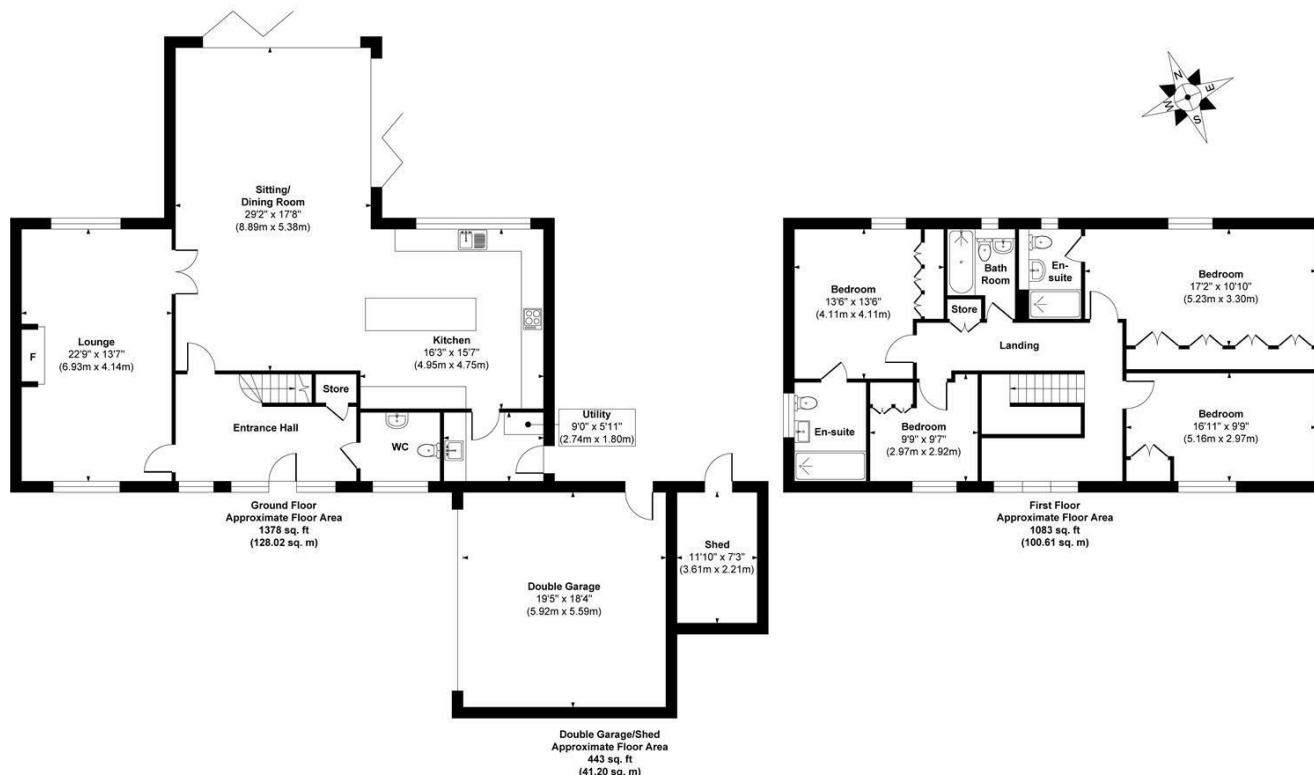 N
E
W
S
Sitting/
Dining Room
29'2" x 17'8"
(8.89m x 5.38m)
Lounge
22'9" x 13'7"
(6.93m x 4.14m)
F
Kitchen
16'3" x 15'7"
(4.95m x 4.75m)
Store
Entrance Hall
WC
Utility
9'0" x 5'11"
(2.74m x 1.80m)
Ground Floor
Approximate Floor Area
1378 sq. ft
(128.02 sq. m)
Double Garage
19'5" x 18'4"
(5.92m x 5.59m)
Shed
11'10" x 7'3"
(3.61m x 2.21m)
Double Garage/Shed
Approximate Floor Area
443 sq. ft
(41.20 sq. m)
Bedroom
13'6" x 13'6"
(4.11m x 4.11m)
Bath
Room
En-
suite
Bedroom
17'2" x 10'10"
(5.23m x 3.30m)
Store
Landing
En-suite
Bedroom
9'9" x 9'7"
(2.97m x 2.92m)
Bedroom
16'11" x 9'9"
(5.16m x 2.97m)
First Floor
Approximate Floor Area
1083 sq. ft
(100.61 sq. m)